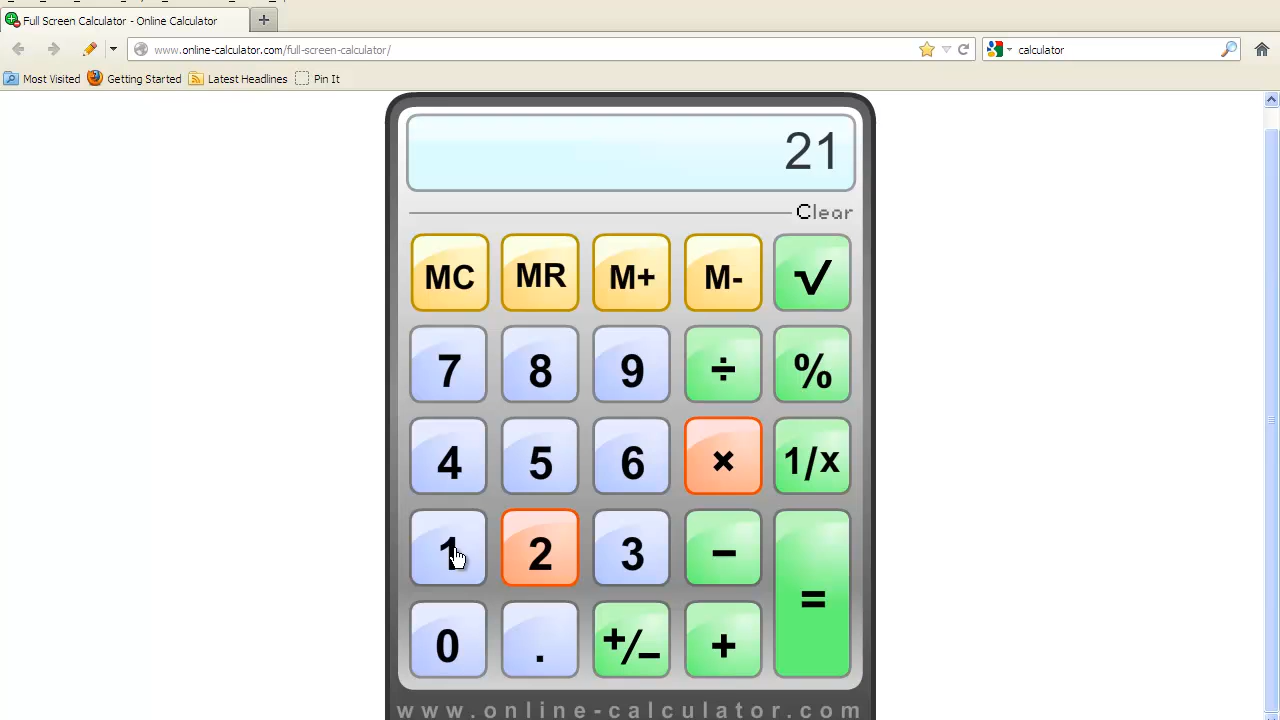 Full Screen Calculator - Online Calculator
www.online-calculator.com/full-screen-calculator/
calculator
Most Visited Getting Started Latest Headlines Pin It
21
Clear
MC MR M+ M- √
7 8 9 ÷ %
4 5 6 × 1/x
1 2 3 −
=
0 . +/− +
www.online-calculator.com